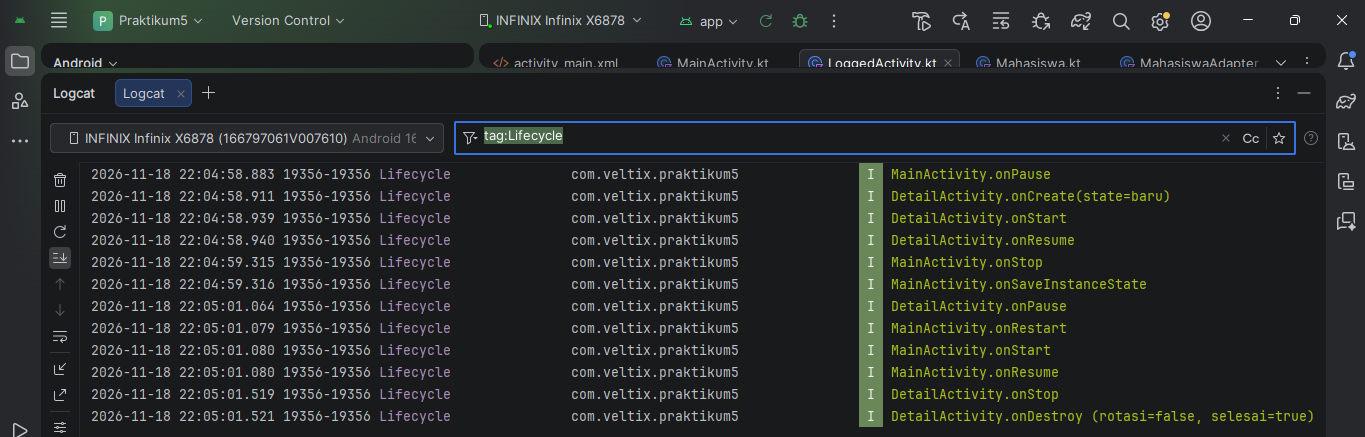 P Praktikum5 Version Control INFINIX Infinix X6878 app
Android activity_main.xml MainActivity.kt LoggedActivity.kt Mahasiswa.kt MahasiswaAdapter
Logcat Logcat
INFINIX Infinix X6878 (166797061V007610) Android 16 tag:Lifecycle Cc
2026-11-18 22:04:58.883 19356-19356 Lifecycle com.veltix.praktikum5 I MainActivity.onPause
2026-11-18 22:04:58.911 19356-19356 Lifecycle com.veltix.praktikum5 I DetailActivity.onCreate(state=baru)
2026-11-18 22:04:58.939 19356-19356 Lifecycle com.veltix.praktikum5 I DetailActivity.onStart
2026-11-18 22:04:58.940 19356-19356 Lifecycle com.veltix.praktikum5 I DetailActivity.onResume
2026-11-18 22:04:59.315 19356-19356 Lifecycle com.veltix.praktikum5 I MainActivity.onStop
2026-11-18 22:04:59.316 19356-19356 Lifecycle com.veltix.praktikum5 I MainActivity.onSaveInstanceState
2026-11-18 22:05:01.064 19356-19356 Lifecycle com.veltix.praktikum5 I DetailActivity.onPause
2026-11-18 22:05:01.079 19356-19356 Lifecycle com.veltix.praktikum5 I MainActivity.onRestart
2026-11-18 22:05:01.080 19356-19356 Lifecycle com.veltix.praktikum5 I MainActivity.onStart
2026-11-18 22:05:01.080 19356-19356 Lifecycle com.veltix.praktikum5 I MainActivity.onResume
2026-11-18 22:05:01.519 19356-19356 Lifecycle com.veltix.praktikum5 I DetailActivity.onStop
2026-11-18 22:05:01.521 19356-19356 Lifecycle com.veltix.praktikum5 I DetailActivity.onDestroy (rotasi=false, selesai=true)